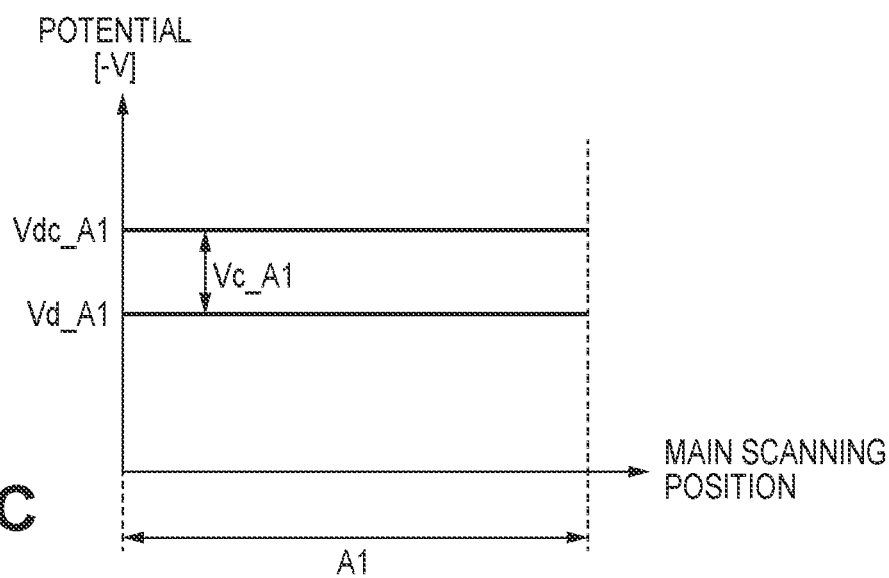 POTENTIAL
[-V]
Vdc_A1
Vc_A1
Vd_A1
MAIN SCANNING
POSITION
C
A1